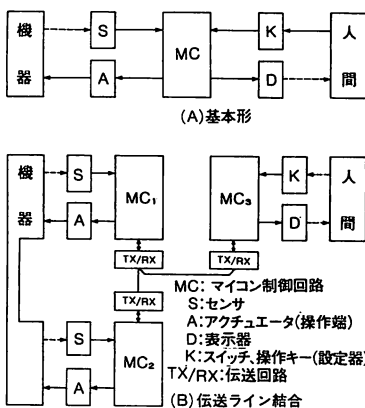 機器
S
A
MC
K
D
人間
(A)基本形
機器
S
A
MC₁
MC₃
K
D
人間
TX/RX
TX/RX
TX/RX
S
A
MC₂
MC: マイコン制御回路
S:センサ
A:アクチュエータ(操作端)
D:表示器
K:スイッチ、操作キー(設定器)
TX/RX:伝送回路
(B)伝送ライン結合